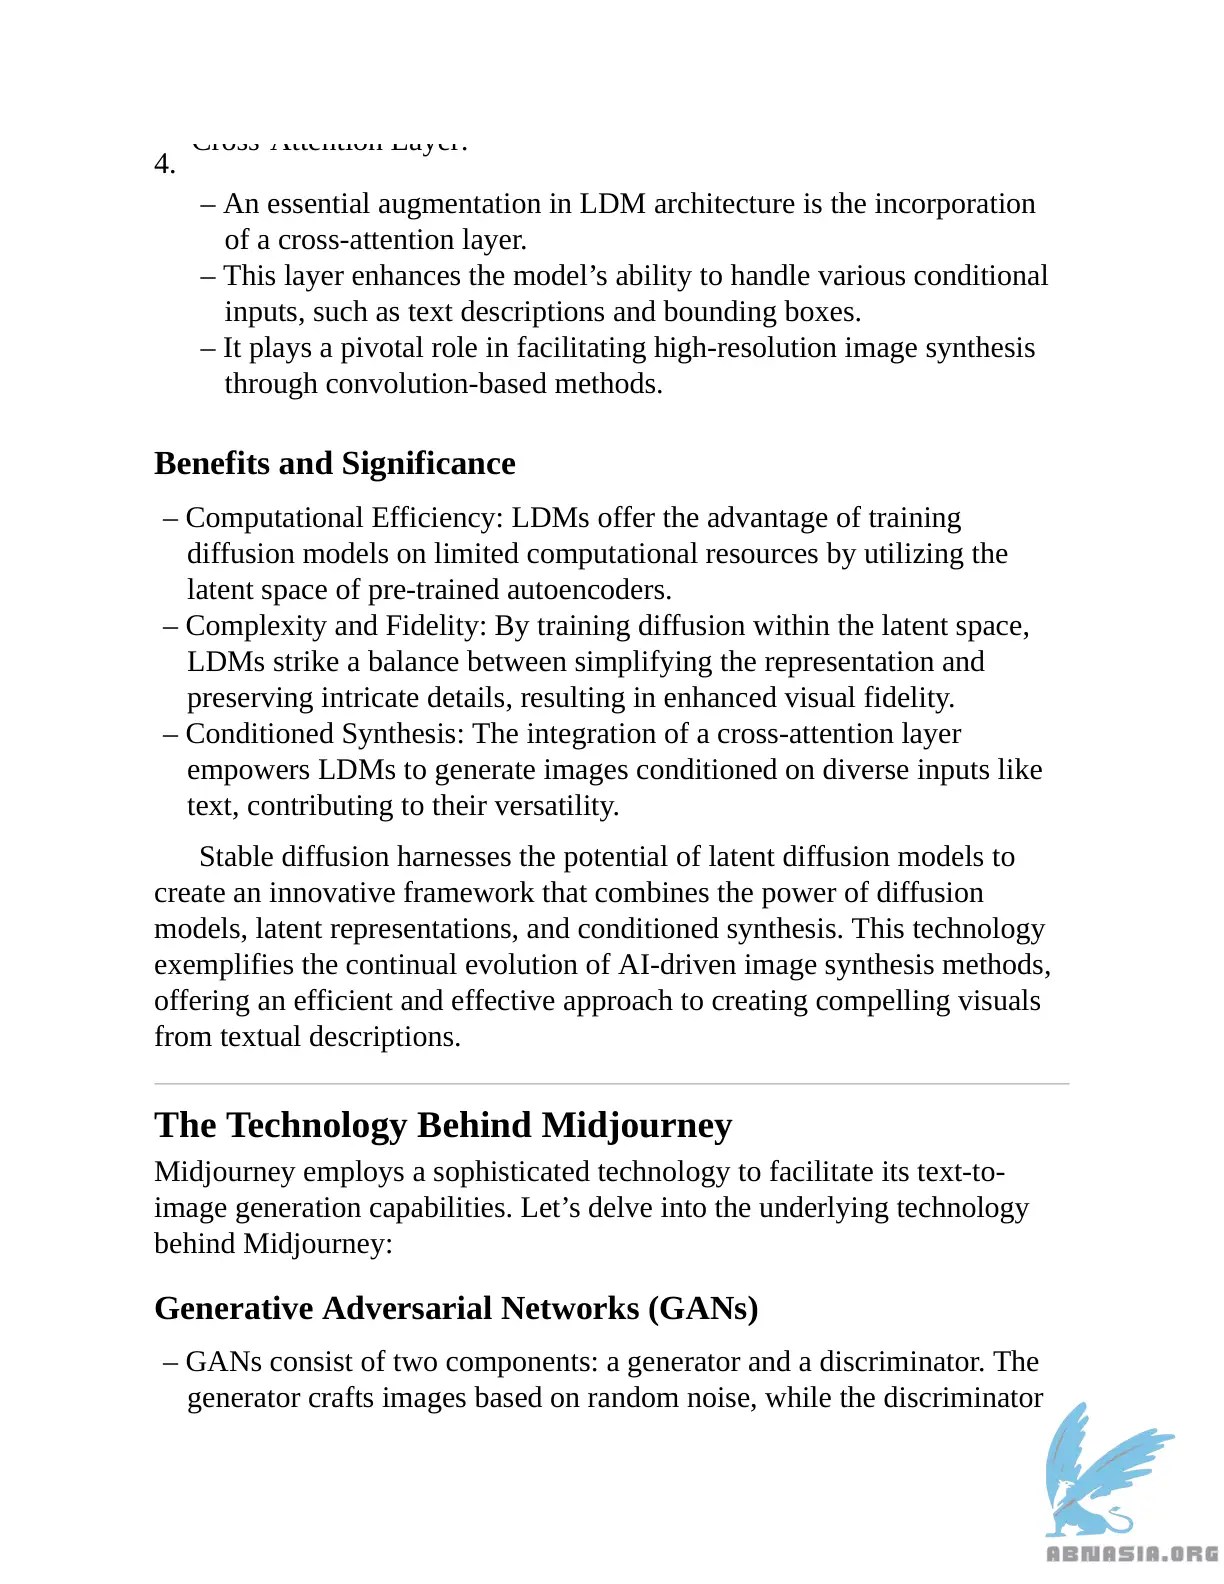 4. Cross-Attention Layer:
– An essential augmentation in LDM architecture is the incorporation
of a cross-attention layer.
– This layer enhances the model’s ability to handle various conditional
inputs, such as text descriptions and bounding boxes.
– It plays a pivotal role in facilitating high-resolution image synthesis
through convolution-based methods.
Benefits and Significance
– Computational Efficiency: LDMs offer the advantage of training
diffusion models on limited computational resources by utilizing the
latent space of pre-trained autoencoders.
– Complexity and Fidelity: By training diffusion within the latent space,
LDMs strike a balance between simplifying the representation and
preserving intricate details, resulting in enhanced visual fidelity.
– Conditioned Synthesis: The integration of a cross-attention layer
empowers LDMs to generate images conditioned on diverse inputs like
text, contributing to their versatility.
Stable diffusion harnesses the potential of latent diffusion models to
create an innovative framework that combines the power of diffusion
models, latent representations, and conditioned synthesis. This technology
exemplifies the continual evolution of AI-driven image synthesis methods,
offering an efficient and effective approach to creating compelling visuals
from textual descriptions.
The Technology Behind Midjourney
Midjourney employs a sophisticated technology to facilitate its text-to-
image generation capabilities. Let’s delve into the underlying technology
behind Midjourney:
Generative Adversarial Networks (GANs)
– GANs consist of two components: a generator and a discriminator. The
generator crafts images based on random noise, while the discriminator
ABNASIA.ORG